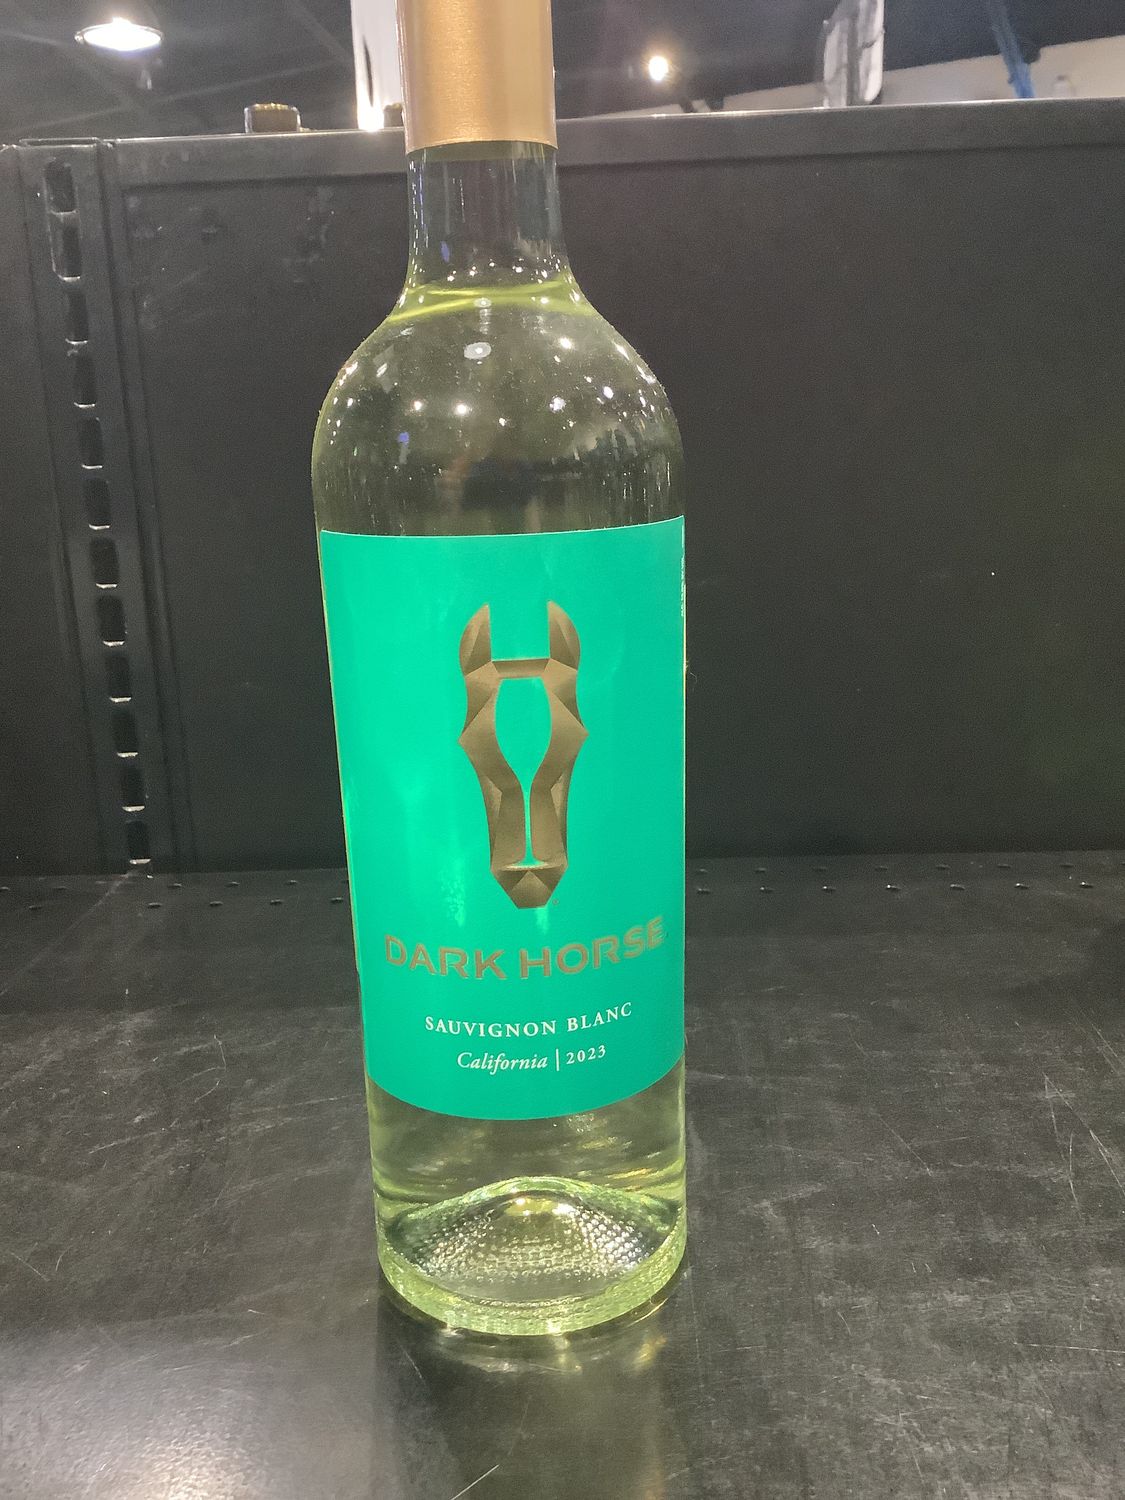 DARK HORSE
SAUVIGNON BLANC
California | 2023